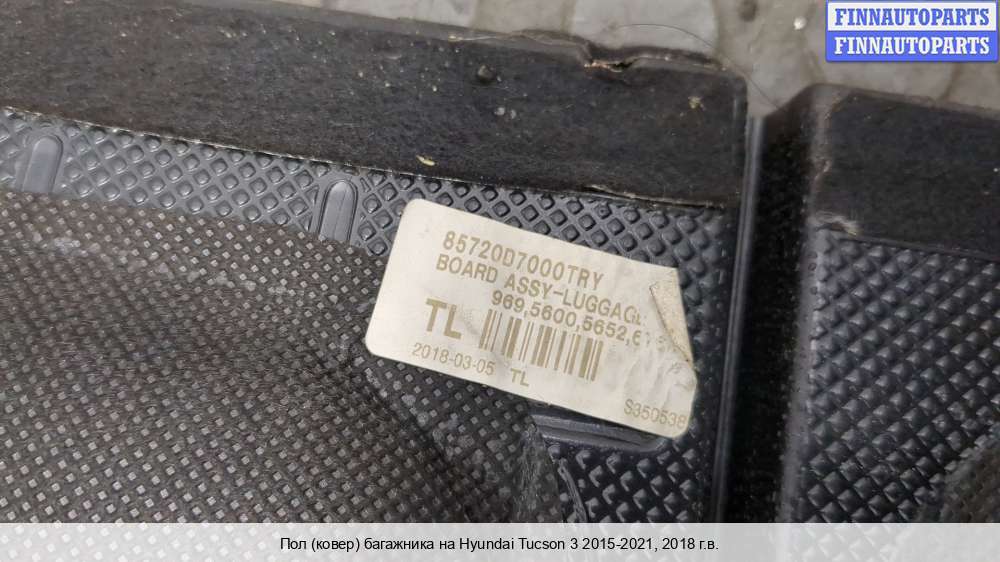 FINNAUTOPARTS
FINNAUTOPARTS
85720D7000TRY
BOARD ASSY-LUGGAGE
969,5600,5652,6
TL
2018-03-05 TL
S350538
Пол (ковер) багажника на Hyundai Tucson 3 2015-2021, 2018 г.в.